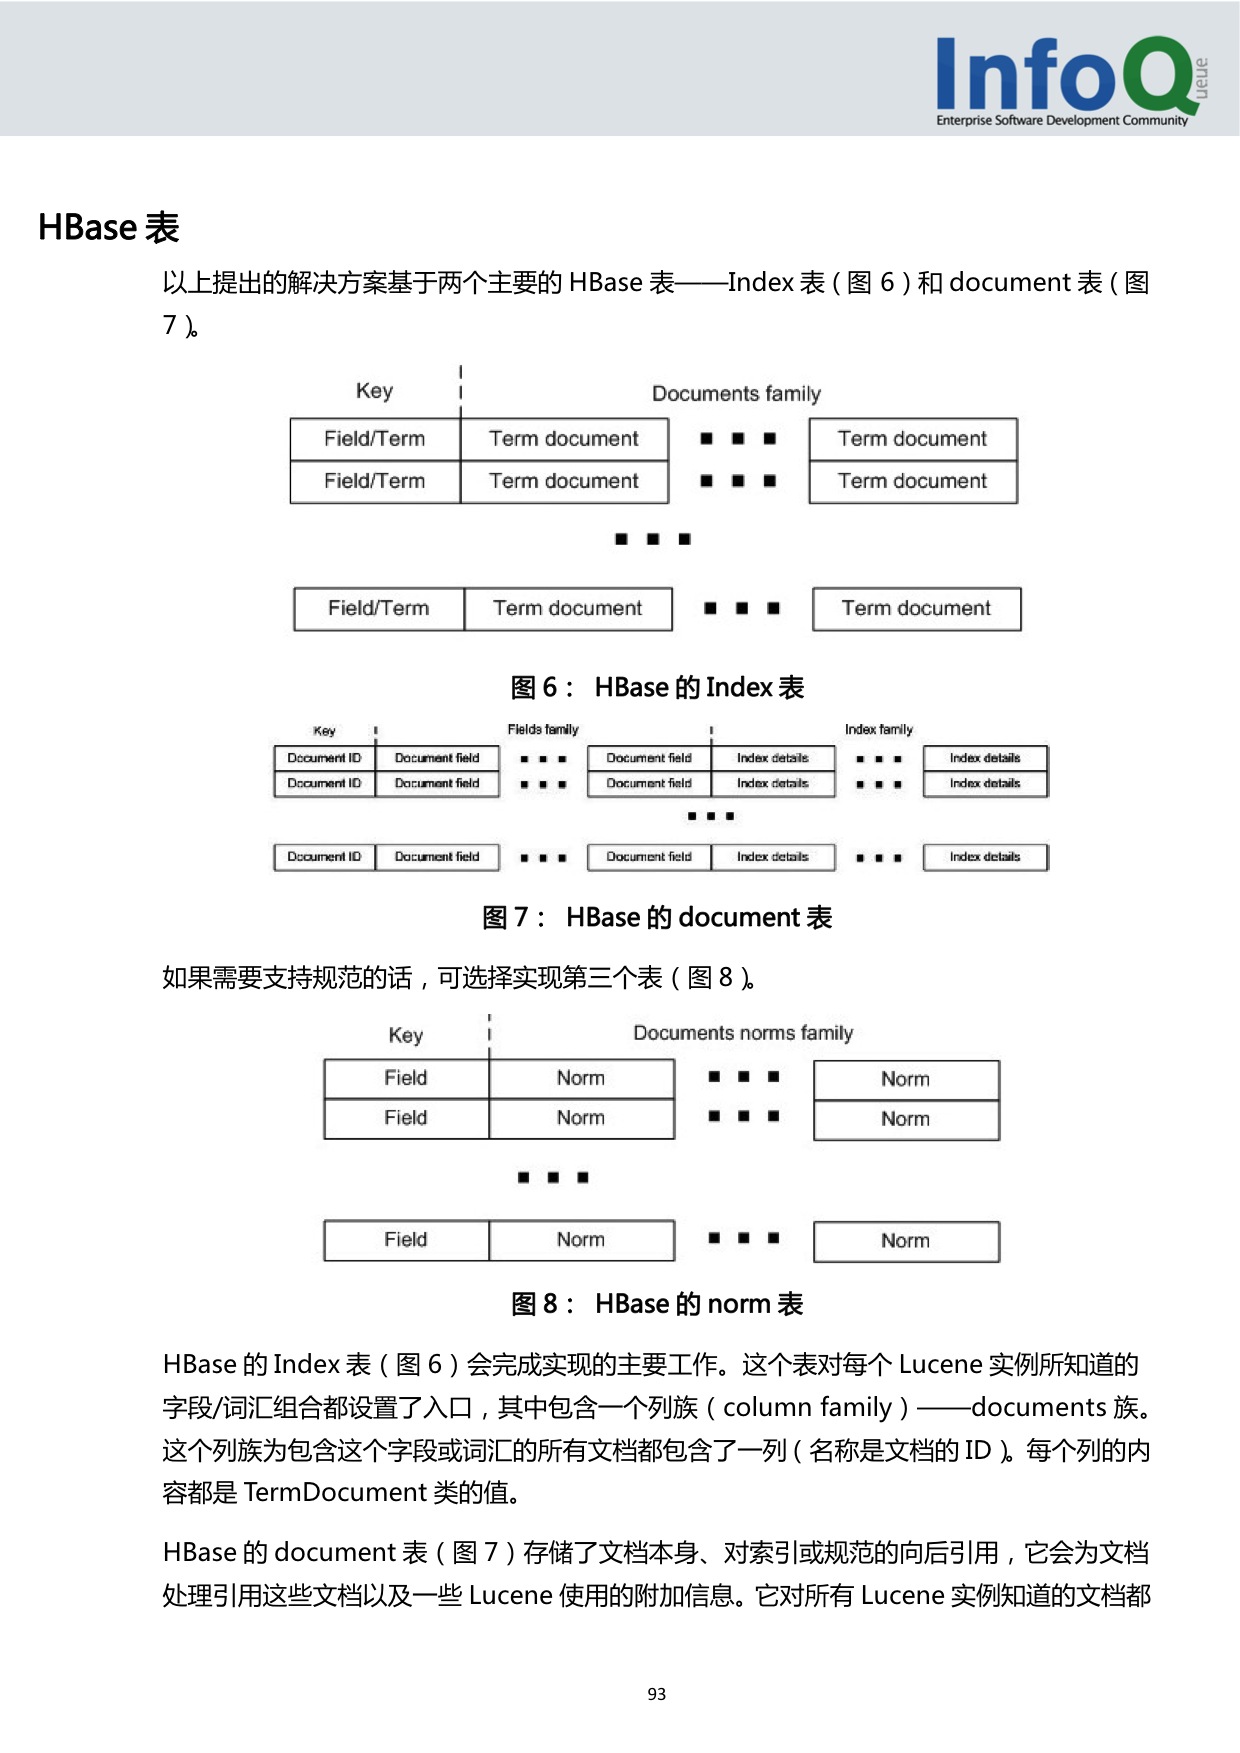 InfoQ
ueue
Enterprise Software Development Community
HBase 表
以上提出的解决方案基于两个主要的 HBase 表——Index 表（图 6）和 document 表（图
7）。
Key Documents family
Field/Term Term document ■ ■ ■ Term document
Field/Term Term document ■ ■ ■ Term document
■ ■ ■
Field/Term Term document ■ ■ ■ Term document
图 6： HBase 的 Index 表
Key Fields family Index family
Document ID Document field ■ ■ ■ Document field Index details ■ ■ ■ Index details
Document ID Document field ■ ■ ■ Document field Index details ■ ■ ■ Index details
■ ■ ■
Document ID Document field ■ ■ ■ Document field Index details ■ ■ ■ Index details
图 7： HBase 的 document 表
如果需要支持规范的话，可选择实现第三个表（图 8）。
Key Documents norms family
Field Norm ■ ■ ■ Norm
Field Norm ■ ■ ■ Norm
■ ■ ■
Field Norm ■ ■ ■ Norm
图 8： HBase 的 norm 表
HBase 的 Index 表（图 6）会完成实现的主要工作。这个表对每个 Lucene 实例所知道的
字段/词汇组合都设置了入口，其中包含一个列族（column family）——documents 族。
这个列族为包含这个字段或词汇的所有文档都包含了一列（名称是文档的 ID）。每个列的内
容都是 TermDocument 类的值。
HBase 的 document 表（图 7）存储了文档本身、对索引或规范的向后引用，它会为文档
处理引用这些文档以及一些 Lucene 使用的附加信息。它对所有 Lucene 实例知道的文档都
93